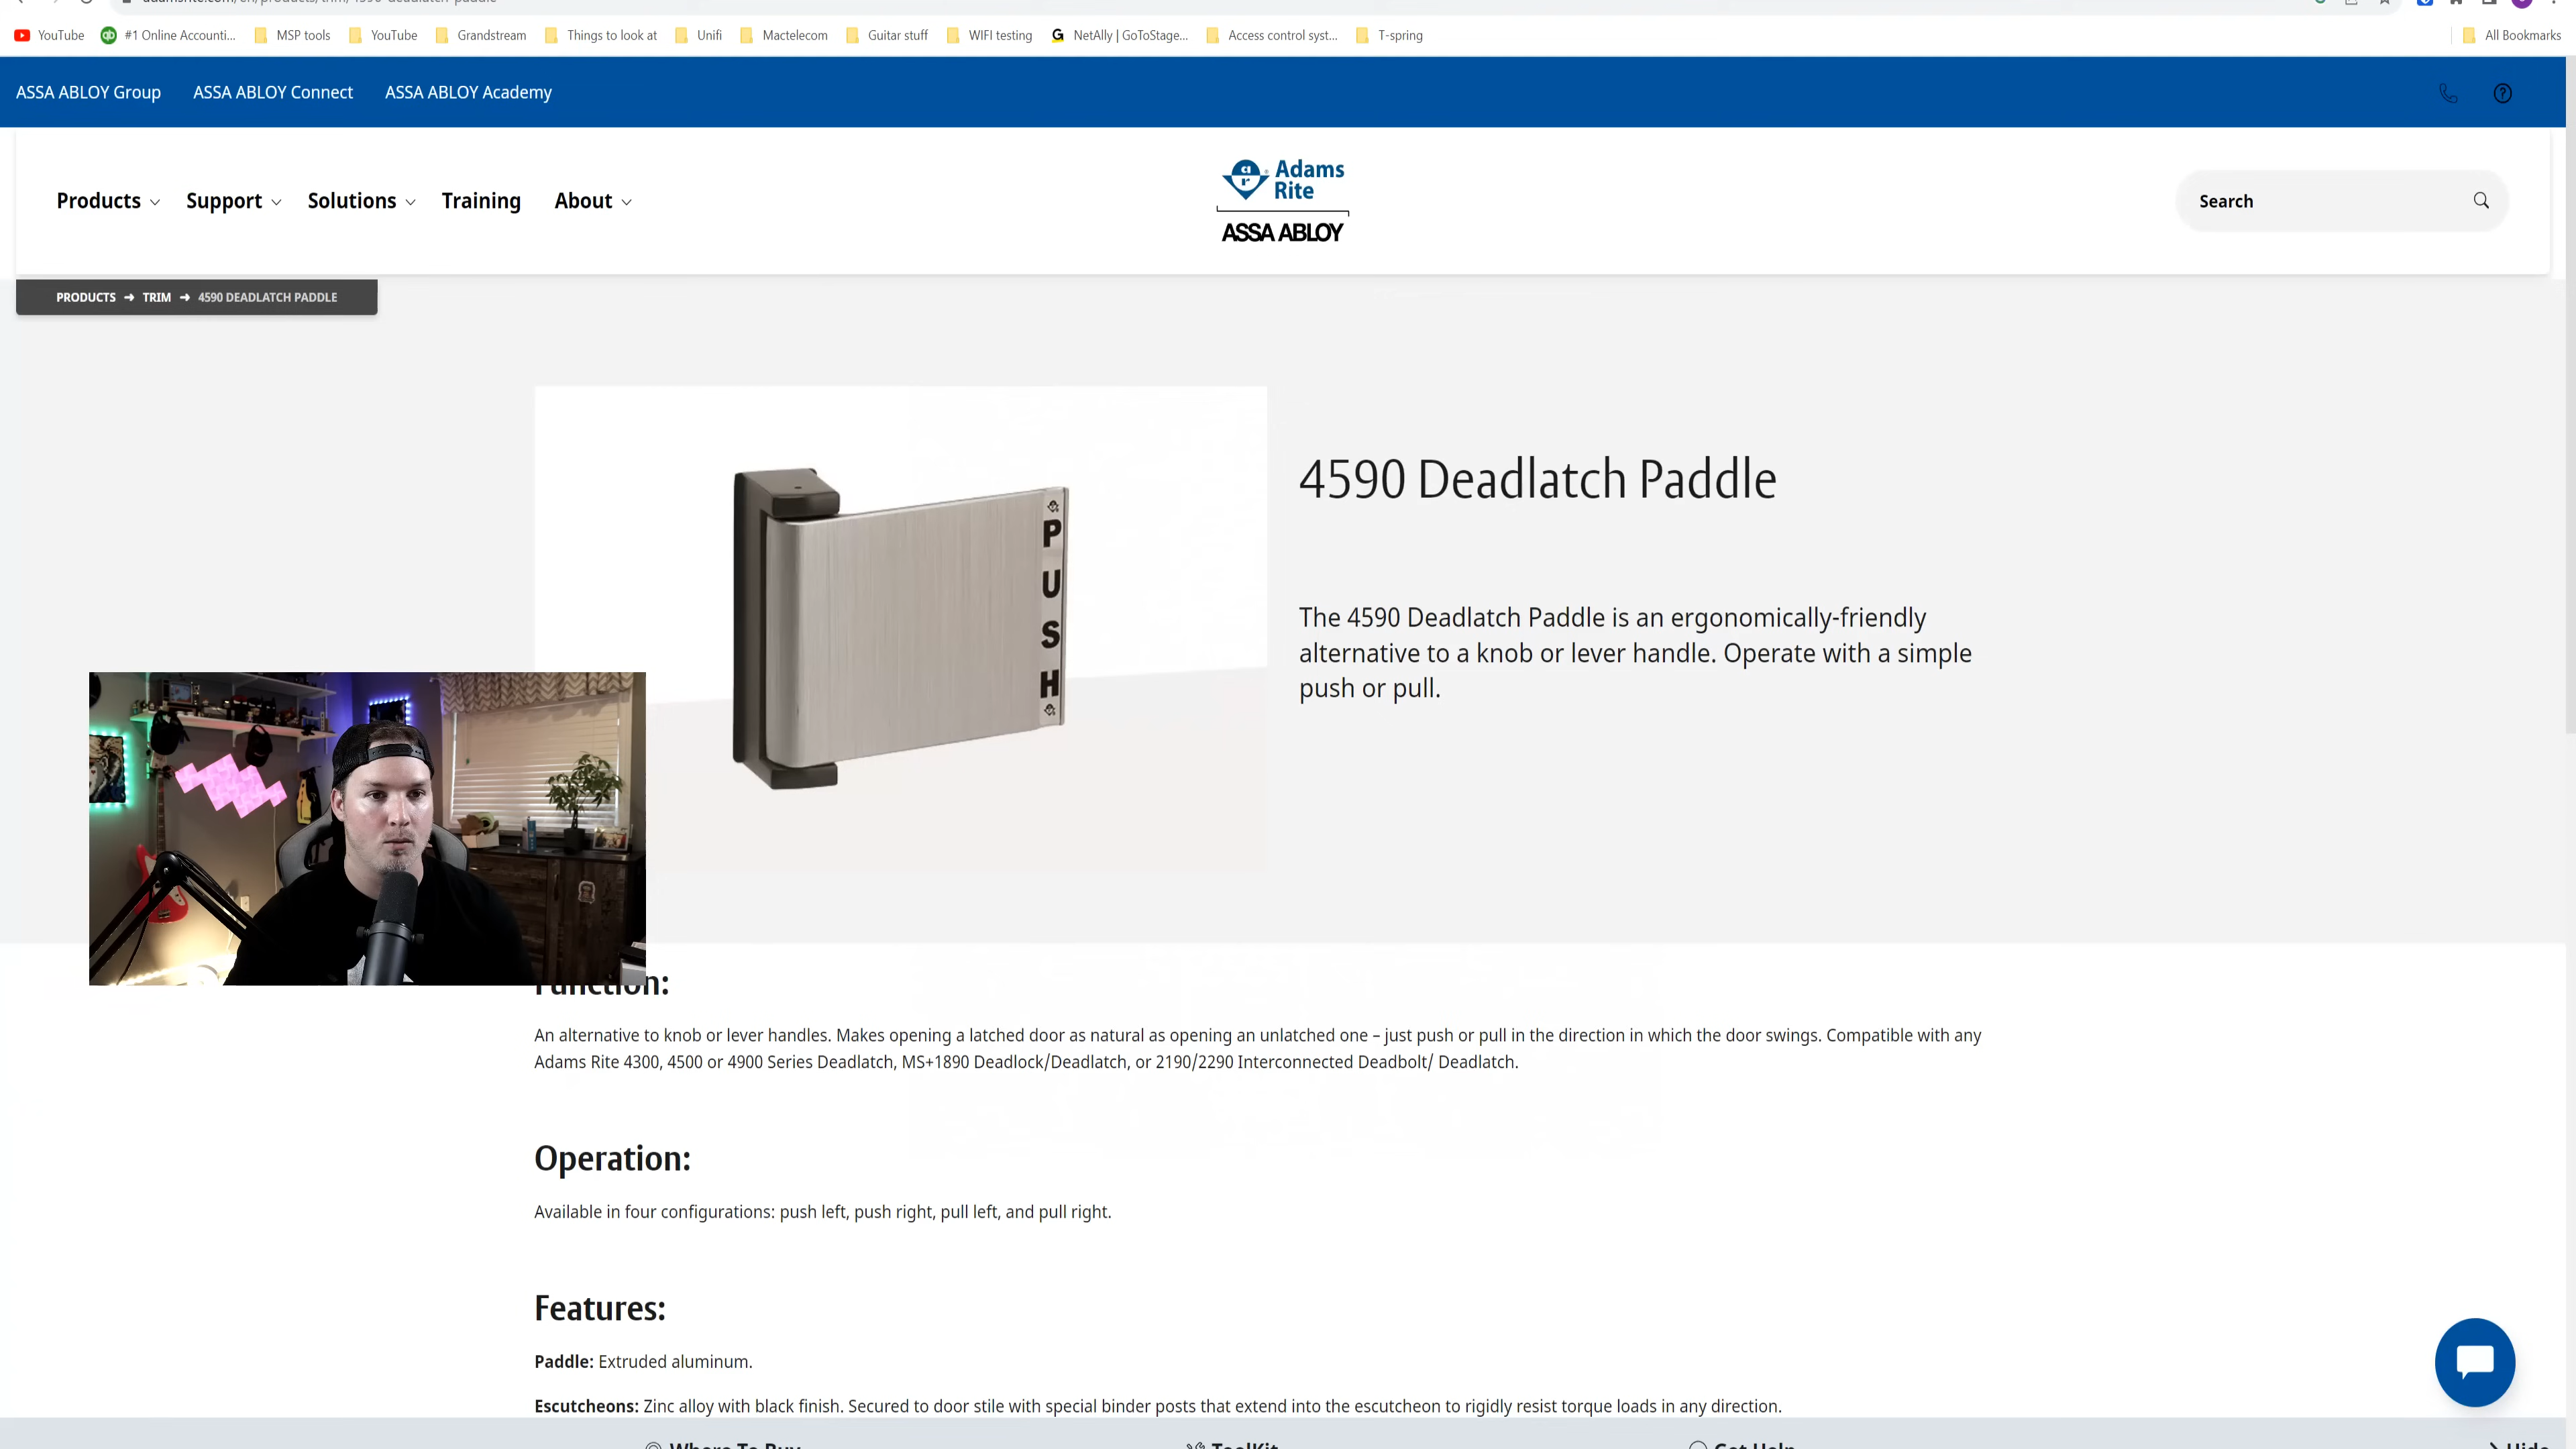 YouTube #1 Online Accounti... MSP tools YouTube Grandstream Things to look at Unifi Mactelecom Guitar stuff WIFI testing NetAlly | GoToStage... Access control syst... T-spring All Bookmarks
ASSA ABLOY Group ASSA ABLOY Connect ASSA ABLOY Academy
Products Support Solutions Training About
Adams
Rite
ASSA ABLOY
Search
PRODUCTS ➔ TRIM ➔ 4590 DEADLATCH PADDLE
PUSH
4590 Deadlatch Paddle
The 4590 Deadlatch Paddle is an ergonomically-friendly
alternative to a knob or lever handle. Operate with a simple
push or pull.
Function:
An alternative to knob or lever handles. Makes opening a latched door as natural as opening an unlatched one – just push or pull in the direction in which the door swings. Compatible with any
Adams Rite 4300, 4500 or 4900 Series Deadlatch, MS+1890 Deadlock/Deadlatch, or 2190/2290 Interconnected Deadbolt/ Deadlatch.
Operation:
Available in four configurations: push left, push right, pull left, and pull right.
Features:
Paddle: Extruded aluminum.
Escutcheons: Zinc alloy with black finish. Secured to door stile with special binder posts that extend into the escutcheon to rigidly resist torque loads in any direction.
Where To Buy ToolKit Get Help Hide